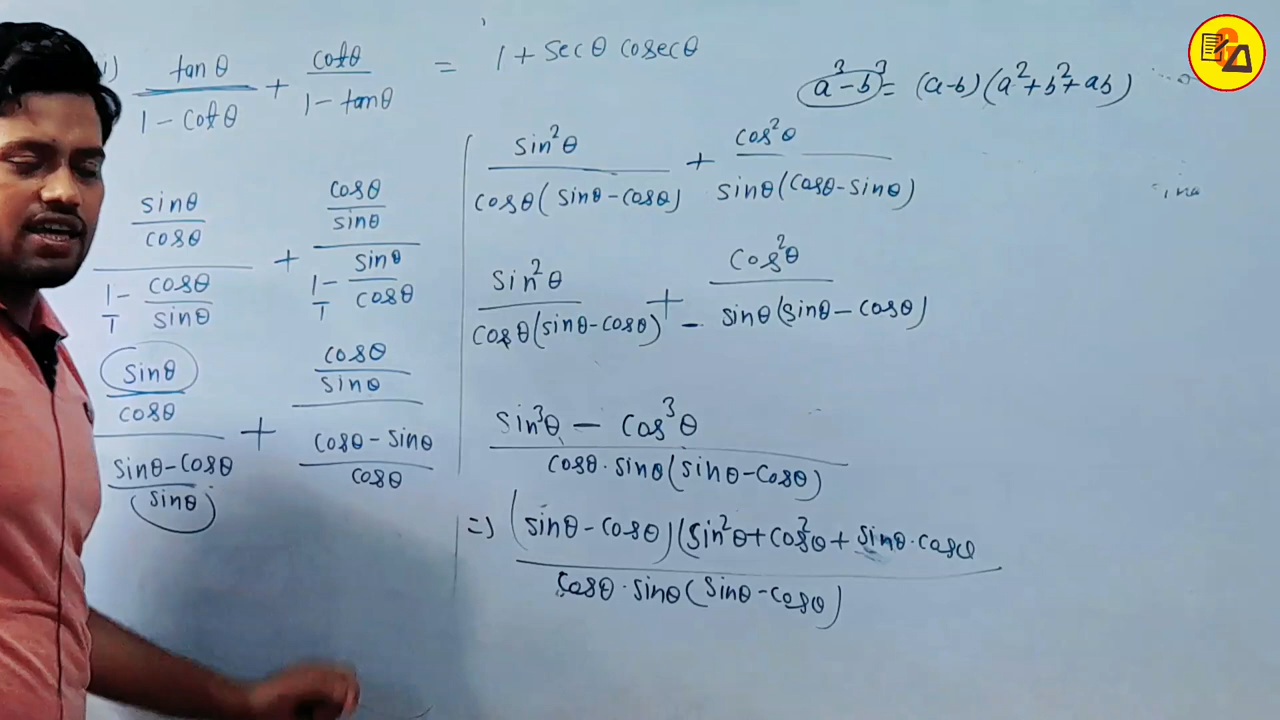 i) tanθ / (1 - cotθ) + cotθ / (1 - tanθ) = 1 + secθ cosecθ
a³-b³ = (a-b)(a²+b²+ab)
(sinθ/cosθ) / (1/1 - cosθ/sinθ) + (cosθ/sinθ) / (1/1 - sinθ/cosθ)
(sinθ/cosθ) / ((sinθ-cosθ)/sinθ) + (cosθ/sinθ) / ((cosθ-sinθ)/cosθ)
sin²θ / cosθ(sinθ-cosθ) + cos²θ / sinθ(cosθ-sinθ)
sin²θ / cosθ(sinθ-cosθ) + cos²θ / - sinθ(sinθ-cosθ)
sin³θ - cos³θ / cosθ·sinθ(sinθ-cosθ)
=> (sinθ-cosθ)(sin²θ+cos²θ+sinθ·cosθ / cosθ·sinθ(sinθ-cosθ)